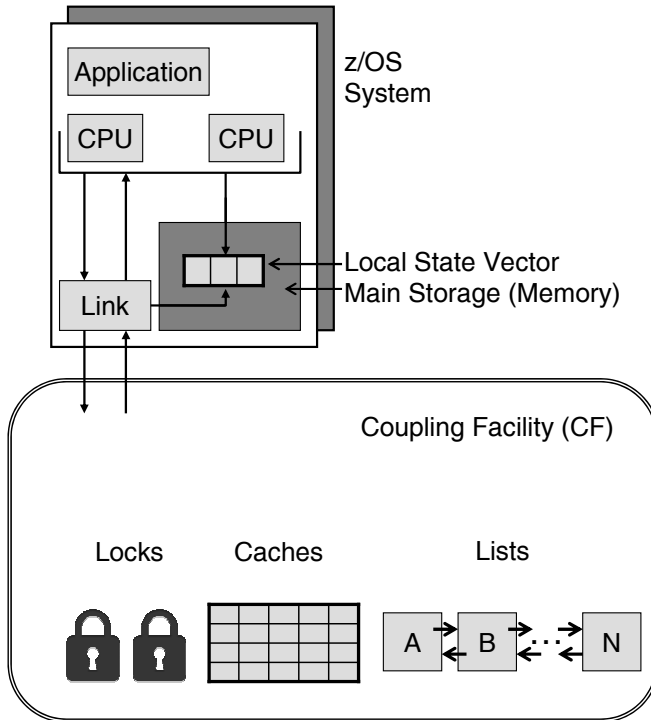 Application
z/OS
System
CPU
CPU
Local State Vector
Main Storage (Memory)
Link
Coupling Facility (CF)
Locks
Caches
Lists
A
B
...
N